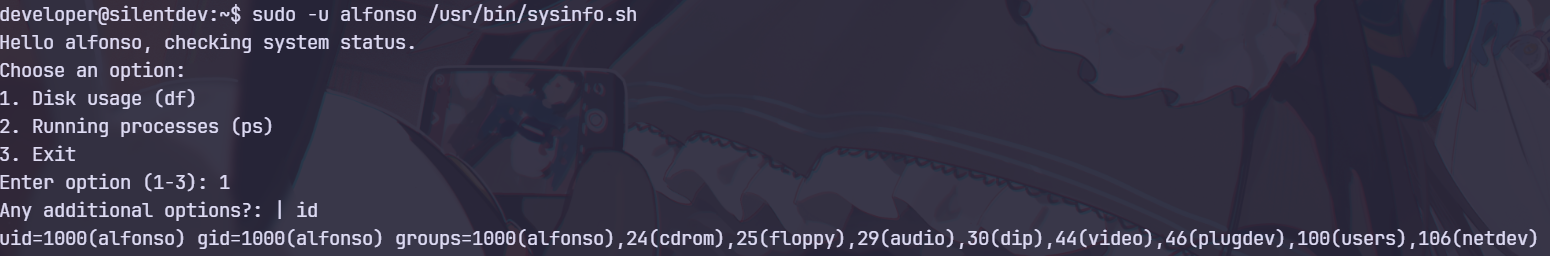 developer@silentdev:~$ sudo -u alfonso /usr/bin/sysinfo.sh
Hello alfonso, checking system status.
Choose an option:
1. Disk usage (df)
2. Running processes (ps)
3. Exit
Enter option (1-3): 1
Any additional options?: | id
uid=1000(alfonso) gid=1000(alfonso) groups=1000(alfonso),24(cdrom),25(floppy),29(audio),30(dip),44(video),46(plugdev),100(users),106(netdev)